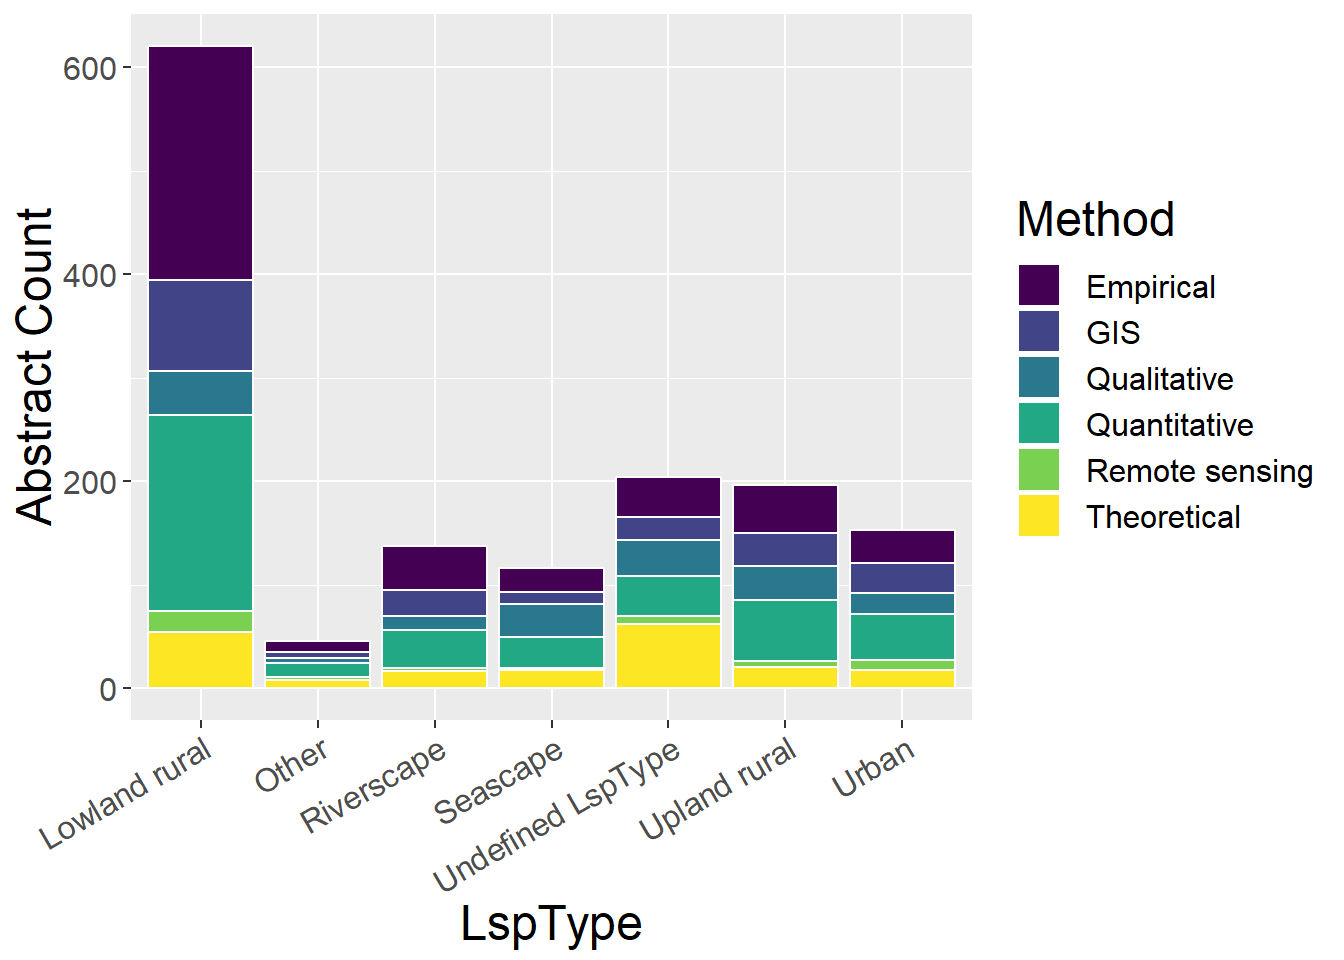 Abstract Count
600
400
200
0
Lowland rural
Other
Riverscape
Seascape
Undefined LspType
Upland rural
Urban
LspType
Method
Empirical
GIS
Qualitative
Quantitative
Remote sensing
Theoretical